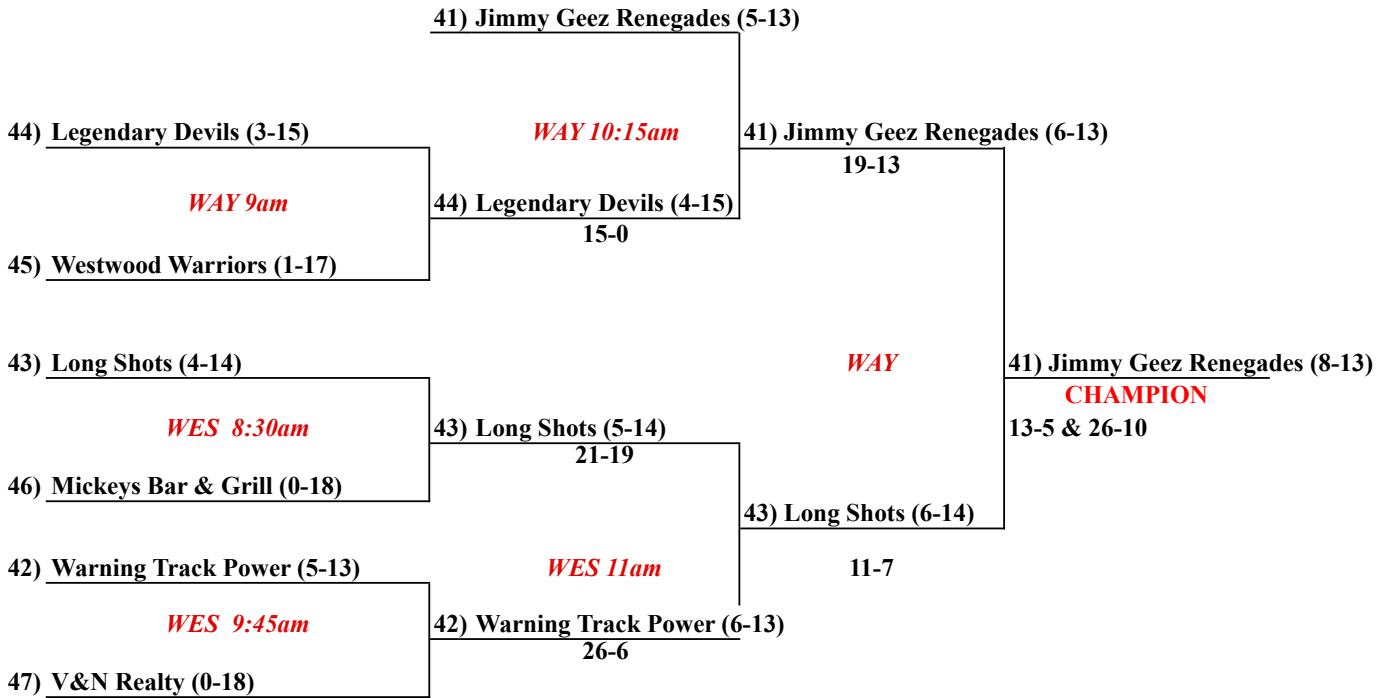 41) Jimmy Geez Renegades (5-13)
44) Legendary Devils (3-15)
WAY 10:15am
41) Jimmy Geez Renegades (6-13)
19-13
WAY 9am
44) Legendary Devils (4-15)
15-0
45) Westwood Warriors (1-17)
43) Long Shots (4-14)
WAY
41) Jimmy Geez Renegades (8-13)
CHAMPION
WES 8:30am
43) Long Shots (5-14)
13-5 & 26-10
21-19
46) Mickeys Bar & Grill (0-18)
43) Long Shots (6-14)
42) Warning Track Power (5-13)
WES 11am
11-7
WES 9:45am
42) Warning Track Power (6-13)
26-6
47) V&N Realty (0-18)